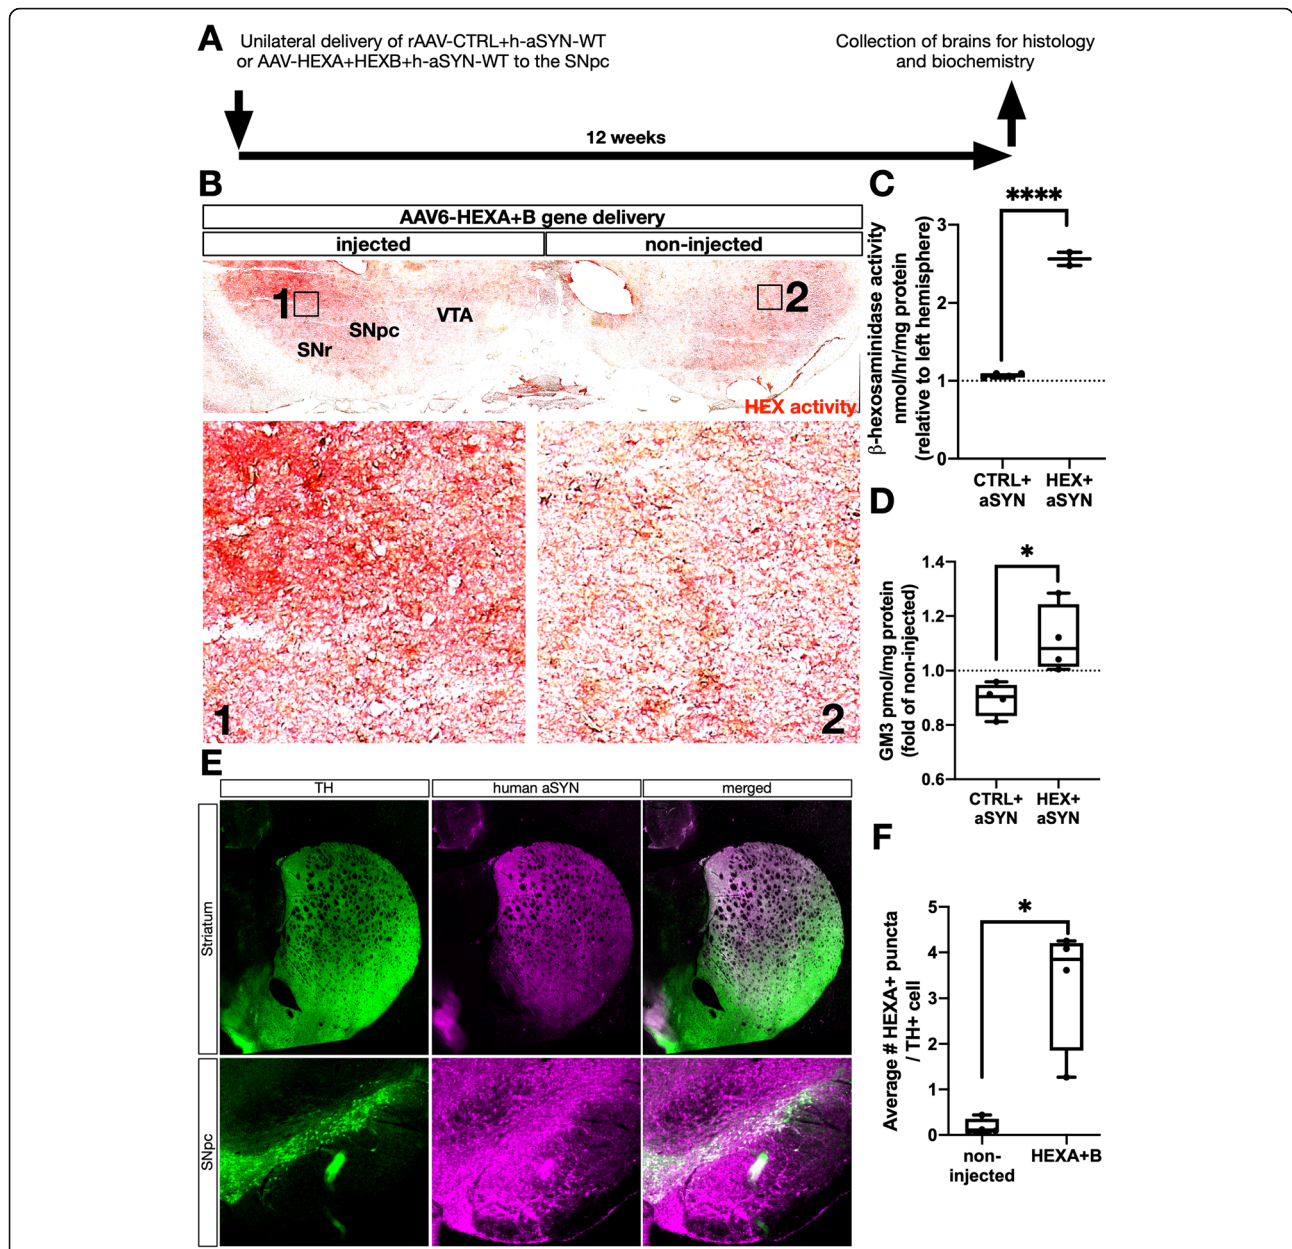 A
Unilateral delivery of rAAV-CTRL+h-aSYN-WT
or AAV-HEXA+HEXB+h-aSYN-WT to the SNpc
Collection of brains for histology
and biochemistry
12 weeks
B
AAV6-HEXA+B gene delivery
injected
non-injected
1
2
SNr
SNpc
VTA
HEX activity
1
2
C
****
β-hexosaminidase activity
nmol/hr/mg protein
(relative to left hemisphere)
3
2
1
0
CTRL+
aSYN
HEX+
aSYN
D
*
GM3 pmol/mg protein
(fold of non-injected)
1.4
1.2
1.0
0.8
0.6
CTRL+
aSYN
HEX+
aSYN
E
TH
human aSYN
merged
Striatum
SNpc
F
*
Average # HEXA+ puncta
/ TH+ cell
5
4
3
2
1
0
non-
injected
HEXA+B